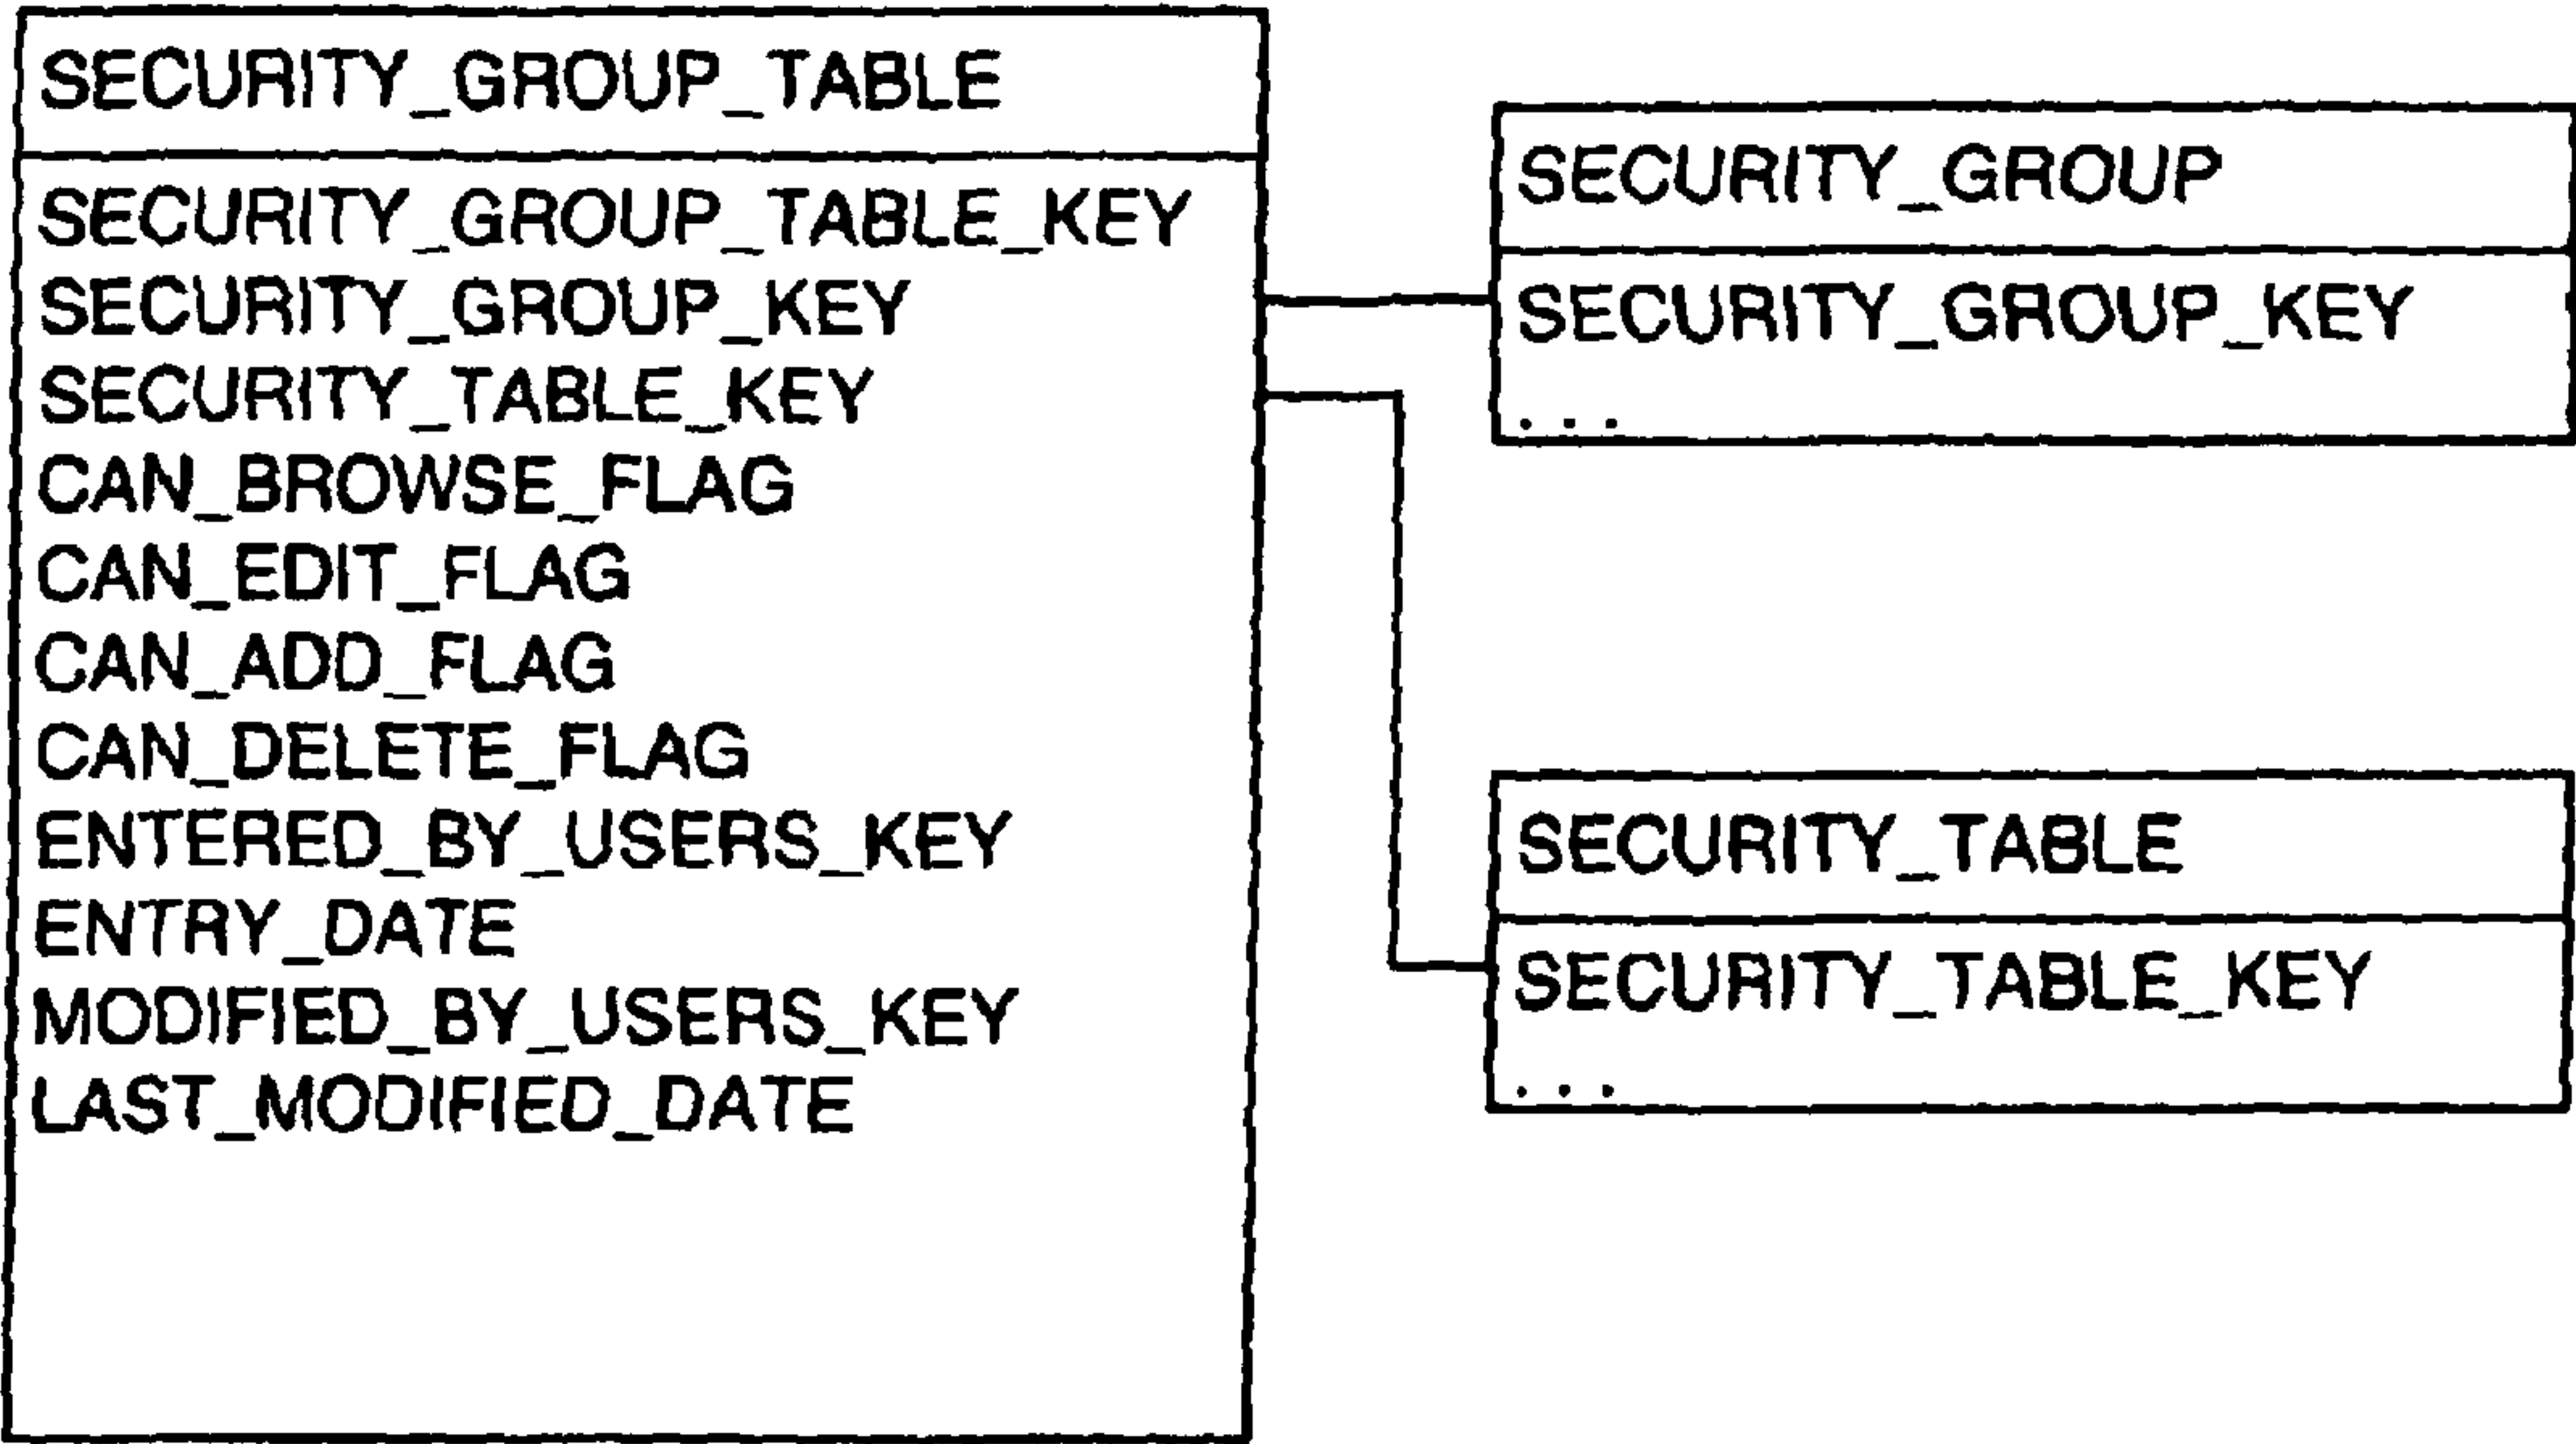 SECURITY_GROUP_TABLE
SECURITY_GROUP_TABLE_KEY
SECURITY_GROUP_KEY
SECURITY_TABLE_KEY
CAN_BROWSE_FLAG
CAN_EDIT_FLAG
CAN_ADD_FLAG
CAN_DELETE_FLAG
ENTERED_BY_USERS_KEY
ENTRY_DATE
MODIFIED_BY_USERS_KEY
LAST_MODIFIED_DATE
SECURITY_GROUP
SECURITY_GROUP_KEY
. . .
SECURITY_TABLE
SECURITY_TABLE_KEY
. . .